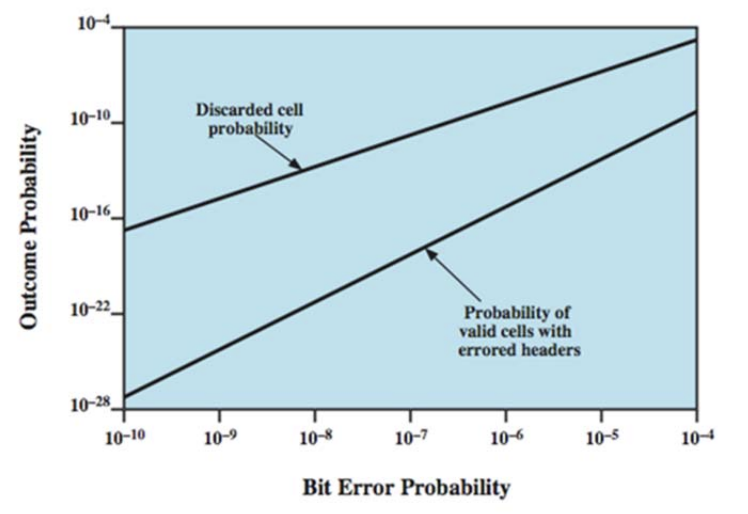 10–4
10–10
10–16
10–22
10–28
Outcome Probability
Discarded cell
probability
Probability of
valid cells with
errored headers
10–10
10–9
10–8
10–7
10–6
10–5
10–4
Bit Error Probability